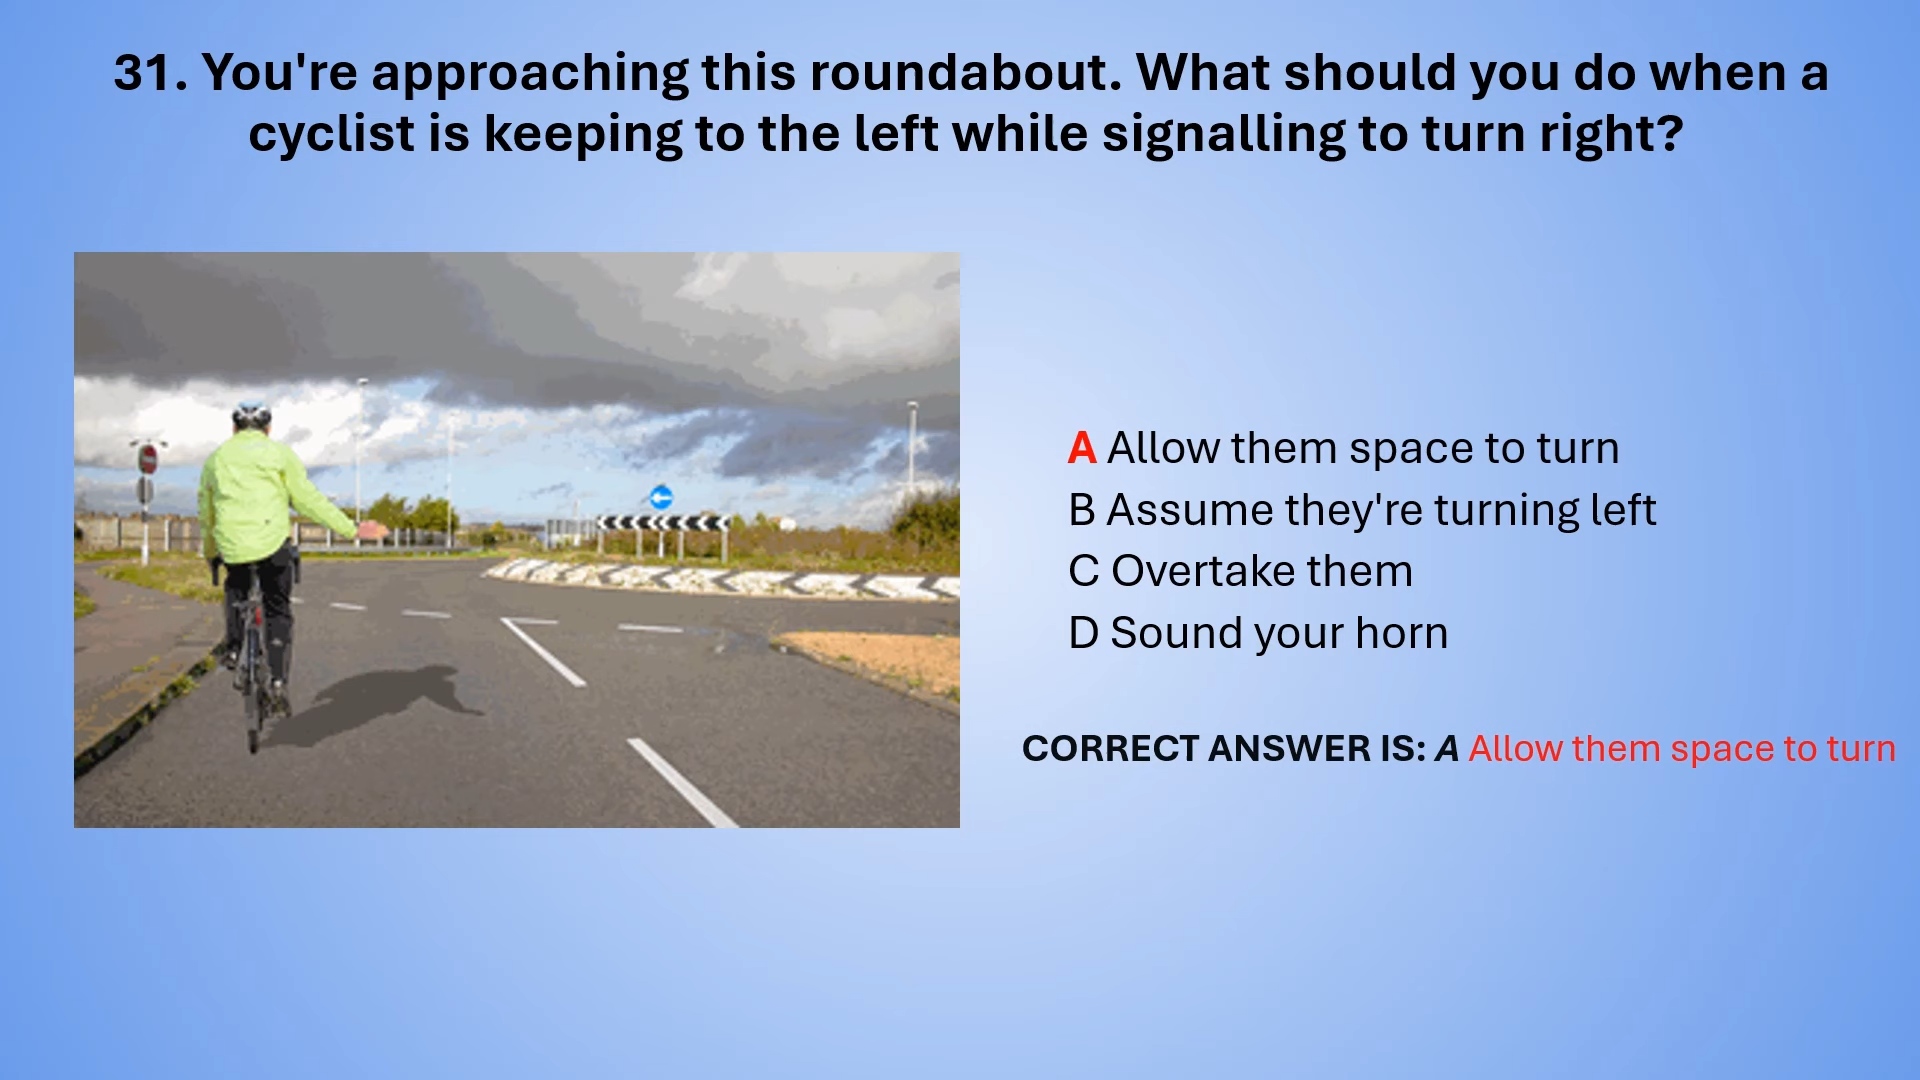 31. You're approaching this roundabout. What should you do when a
cyclist is keeping to the left while signalling to turn right?
A Allow them space to turn
B Assume they're turning left
C Overtake them
D Sound your horn
CORRECT ANSWER IS: A Allow them space to turn